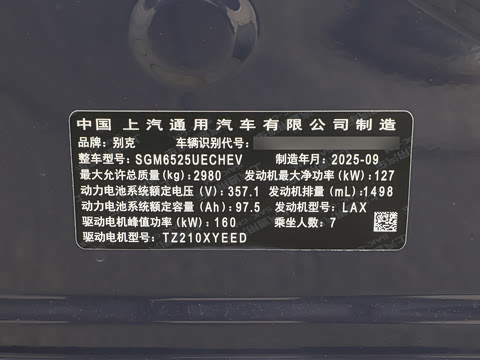 中国 上汽通用汽车有限公司制造
品牌: 别克 车辆识别代号:
整车型号: SGM6525UECHEV 制造年月: 2025-09
最大允许总质量(kg): 2980 发动机最大净功率(kW): 127
动力电池系统额定电压(V): 357.1 发动机排量(mL): 1498
动力电池系统额定容量(Ah): 97.5 发动机型号: LAX
驱动电机峰值功率(kW): 160 乘坐人数: 7
驱动电机型号: TZ210XYEED